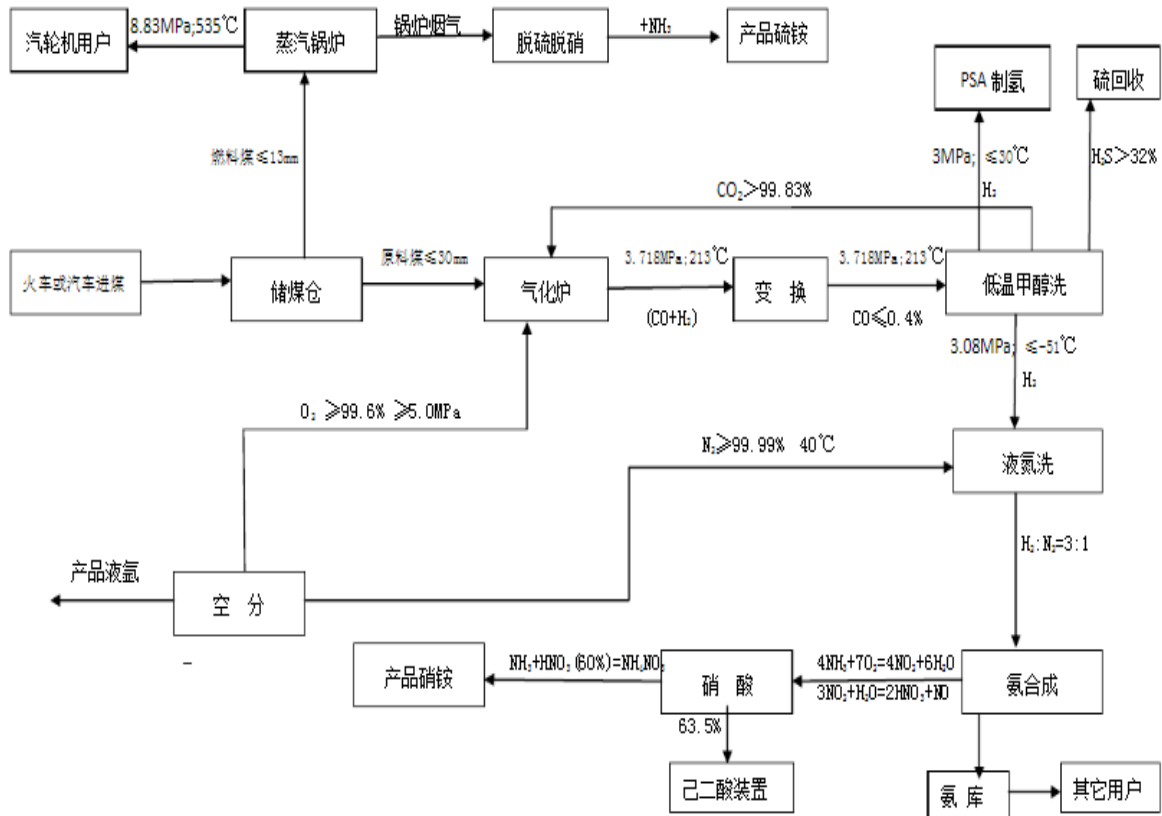 汽轮机用户
8.83MPa;535℃
蒸汽锅炉
锅炉烟气
脱硫脱硝
+NH₃
产品硫铵
PSA 制氢
硫回收
燃料煤≤13mm
3MPa; ≤30℃
H₂
H₂S＞32%
CO₂＞99.83%
火车或汽车进煤
储煤仓
原料煤≤30mm
气化炉
3.718MPa;213℃
(CO+H₂)
变 换
3.718MPa;213℃
CO≤0.4%
低温甲醇洗
3.08MPa; ≤-51℃
H₂
O₂ ≥99.6% ≥5.0MPa
N₂≥99.99% 40℃
液氮洗
H₂:N₂=3:1
产品液氩
空 分
产品硝铵
NH₃+HNO₃(60%)=NH₄NO₃
硝 酸
4NH₃+7O₂=4NO₂+6H₂O
3NO₂+H₂O=2HNO₃+NO
氨合成
63.5%
己二酸装置
氨 库
其它用户